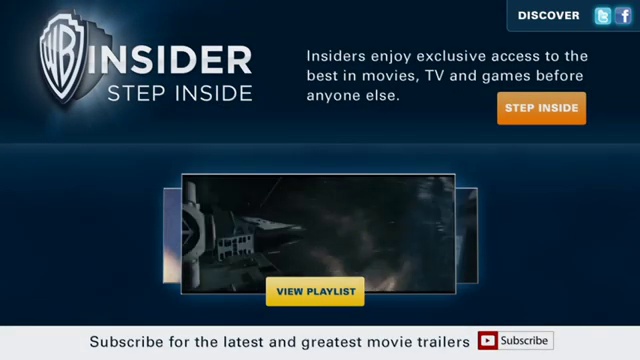 DISCOVER
WB INSIDER
STEP INSIDE
Insiders enjoy exclusive access to the
best in movies, TV and games before
anyone else.
STEP INSIDE
VIEW PLAYLIST
Subscribe for the latest and greatest movie trailers
Subscribe